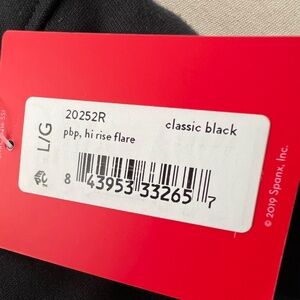 20252R
classic black
pbp, hi rise flare
L/G
8 43953 33265 7
© 2019 Spanx, Inc.